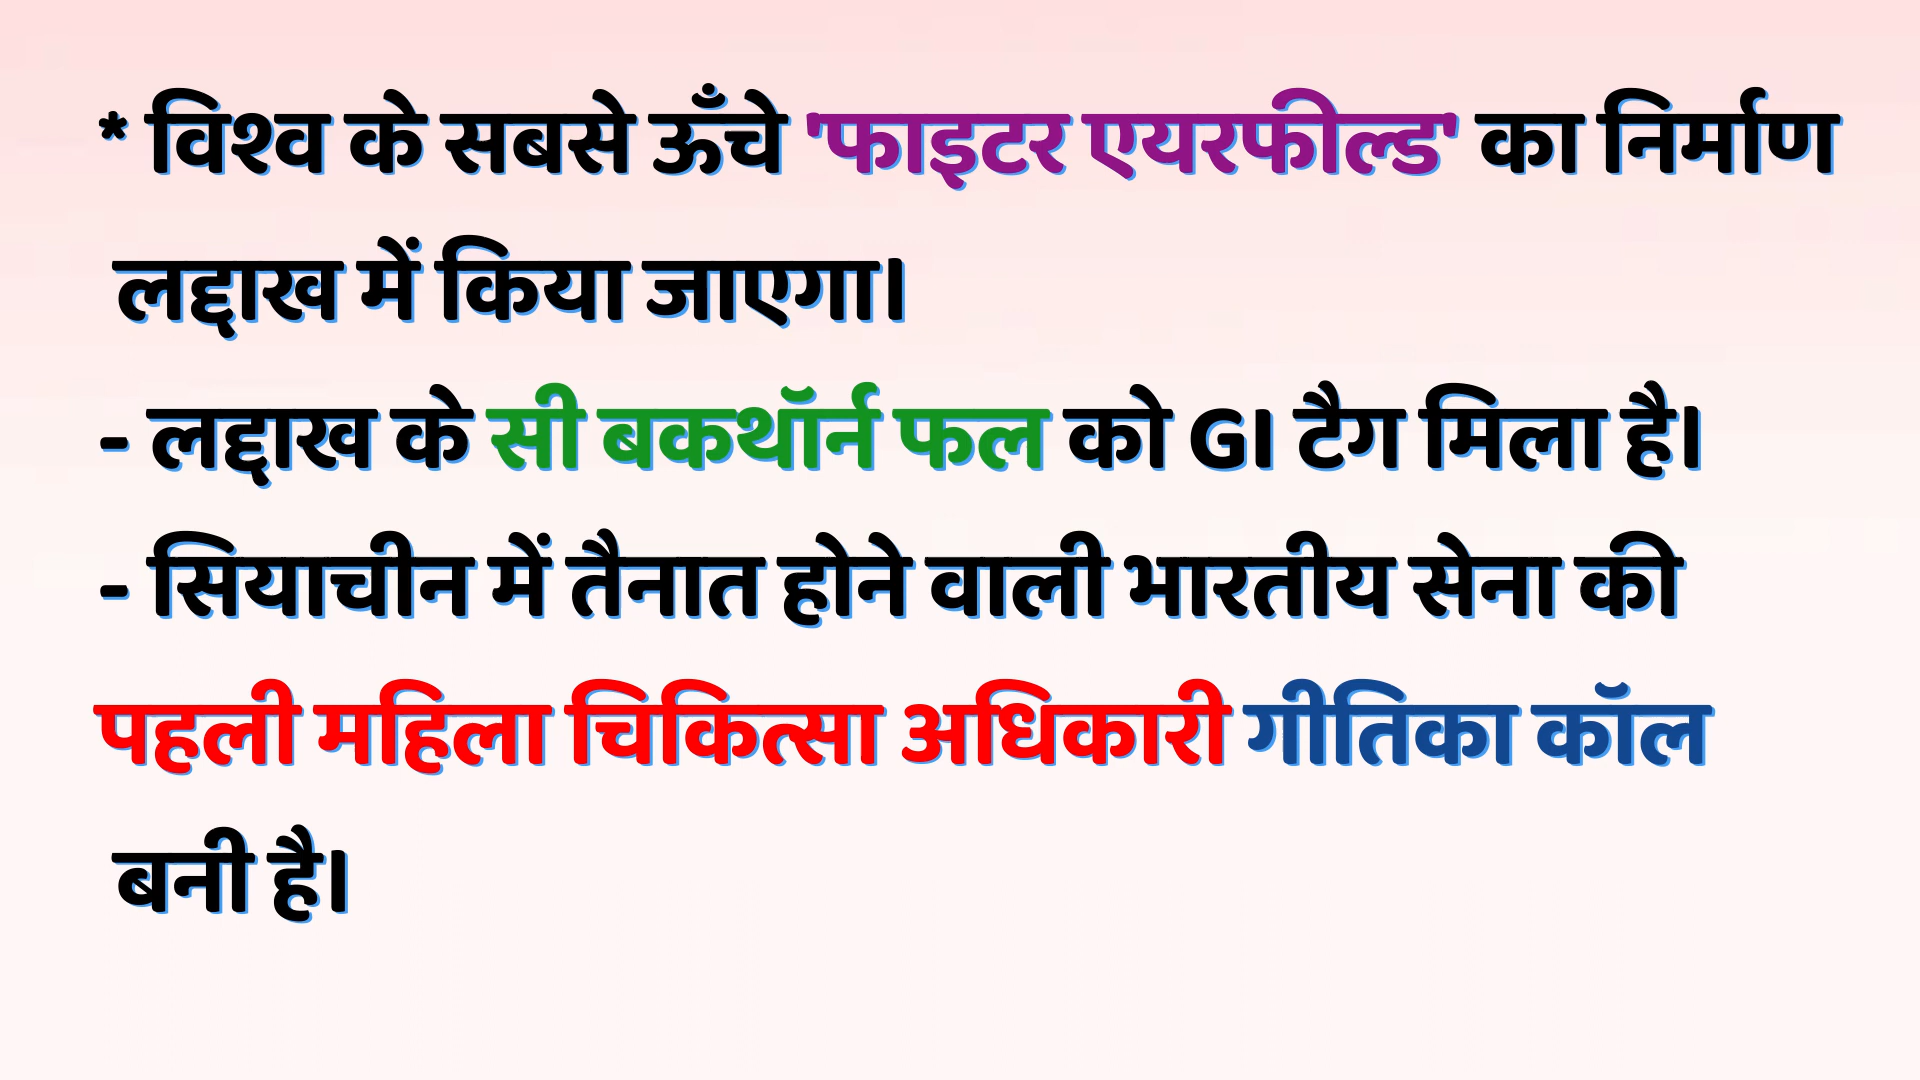 * विश्व के सबसे ऊँचे 'फाइटर एयरफील्ड' का निर्माण
लद्दाख में किया जाएगा।
- लद्दाख के सी बकथॉर्न फल को GI टैग मिला है।
- सियाचीन में तैनात होने वाली भारतीय सेना की
पहली महिला चिकित्सा अधिकारी गीतिका कॉल
बनी है।